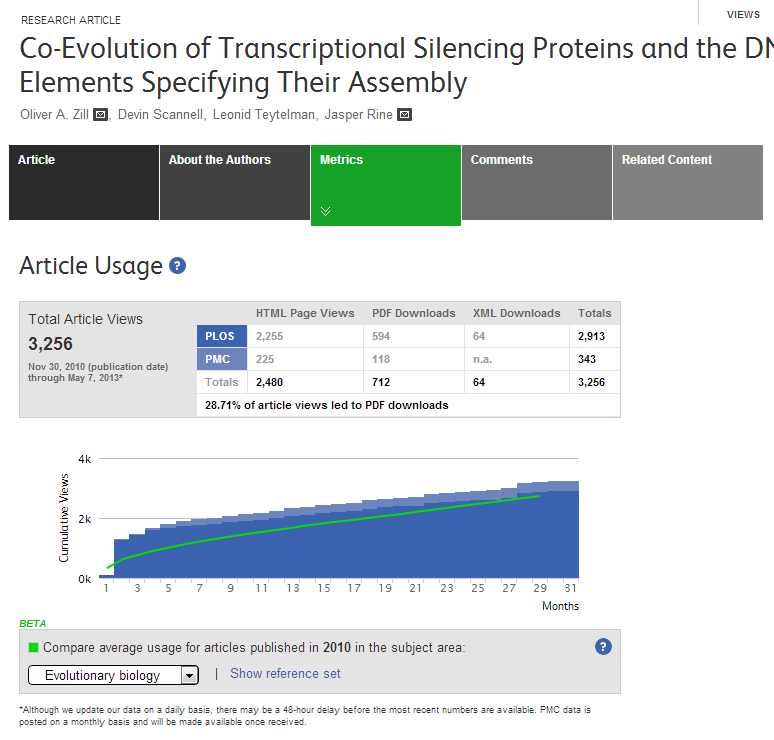 RESEARCH ARTICLE
VIEWS
Co-Evolution of Transcriptional Silencing Proteins and the DN
Elements Specifying Their Assembly
Oliver A. Zill , Devin Scannell, Leonid Teytelman, Jasper Rine
Article About the Authors Metrics Comments Related Content
Article Usage ?
Total Article Views
3,256
Nov 30, 2010 (publication date)
through May 7, 2013*
HTML Page Views PDF Downloads XML Downloads Totals
PLOS 2,255 594 64 2,913
PMC 225 118 n.a. 343
Totals 2,480 712 64 3,256
28.71% of article views led to PDF downloads
Cumulative Views
4k
2k
0k
1 3 5 7 9 11 13 15 17 19 21 23 25 27 29 31
Months
BETA
Compare average usage for articles published in 2010 in the subject area: ?
Evolutionary biology | Show reference set
*Although we update our data on a daily basis, there may be a 48-hour delay before the most recent numbers are available. PMC data is
posted on a monthly basis and will be made available once received.